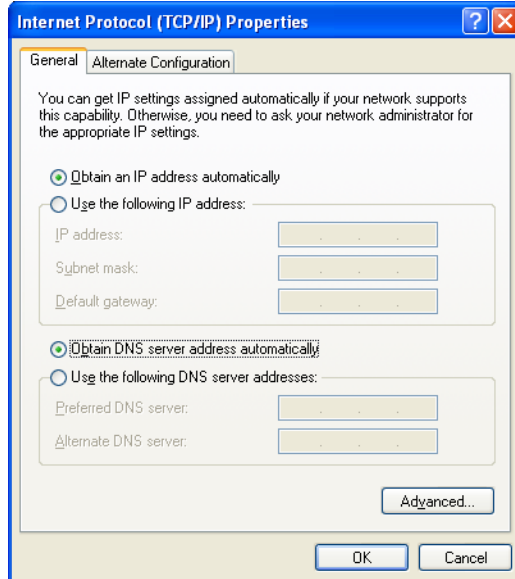 Internet Protocol (TCP/IP) Properties
General
Alternate Configuration
You can get IP settings assigned automatically if your network supports
this capability. Otherwise, you need to ask your network administrator for
the appropriate IP settings.
Obtain an IP address automatically
Use the following IP address:
IP address:
Subnet mask:
Default gateway:
Obtain DNS server address automatically
Use the following DNS server addresses:
Preferred DNS server:
Alternate DNS server:
Advanced...
OK
Cancel